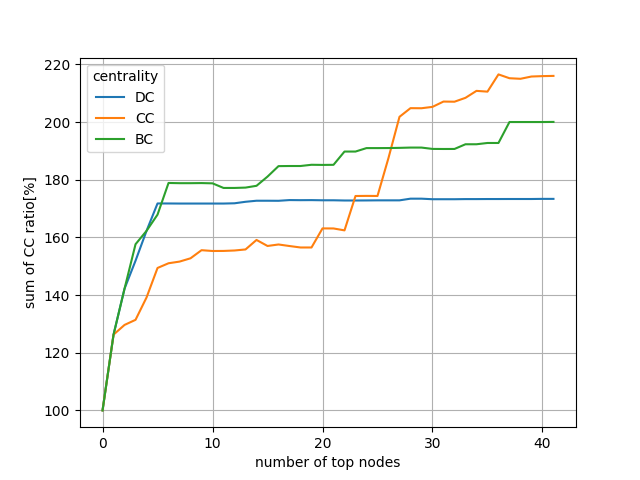 centrality
DC
CC
BC
sum of CC ratio[%]
220
200
180
160
140
120
100
0 10 20 30 40
number of top nodes